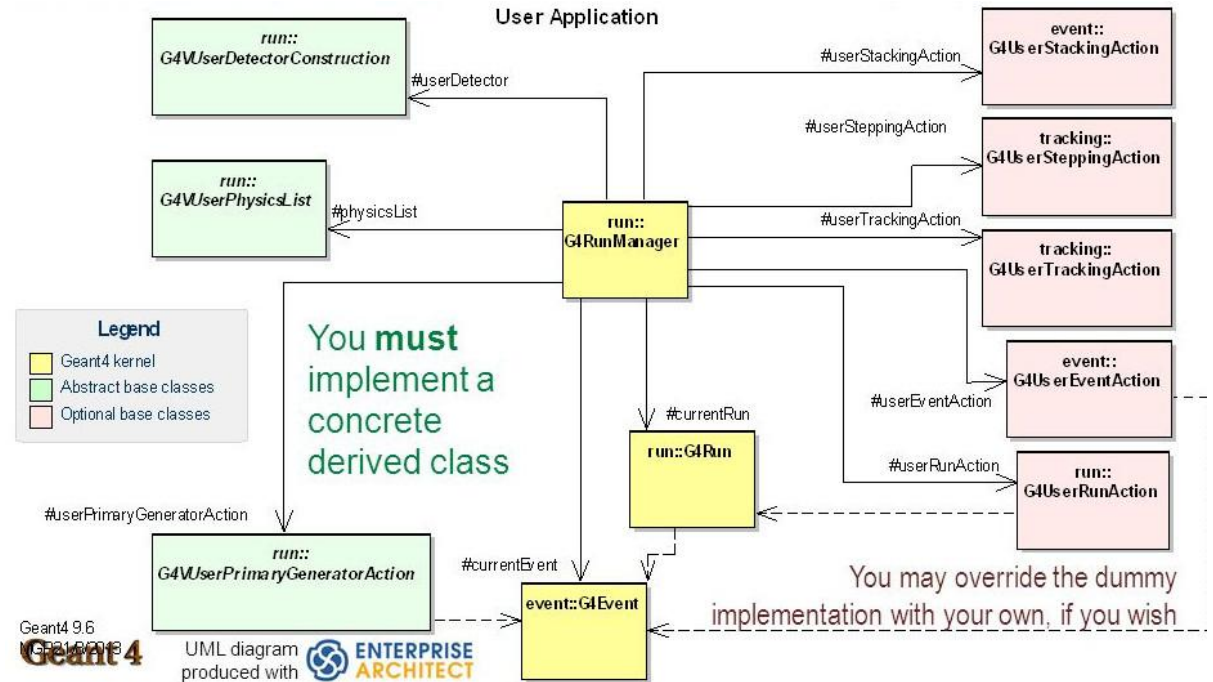 User Application
run::
G4VUserDetectorConstruction
#userDetector
run::
G4VUserPhysicsList
#physicsList
run::
G4RunManager
#userStackingAction
event::
G4UserStackingAction
#userSteppingAction
tracking::
G4UserSteppingAction
#userTrackingAction
tracking::
G4UserTrackingAction
event::
G4UserEventAction
#userEventAction
#userRunAction
run::
G4UserRunAction
Legend
Geant4 kernel
Abstract base classes
Optional base classes
You must
implement a
concrete
derived class
#currentRun
run::G4Run
#userPrimaryGeneratorAction
run::
G4VUserPrimaryGeneratorAction
#currentEvent
event::G4Event
You may override the dummy
implementation with your own, if you wish
Geant4 9.6
Geant 4
UML diagram
produced with
ENTERPRISE
ARCHITECT